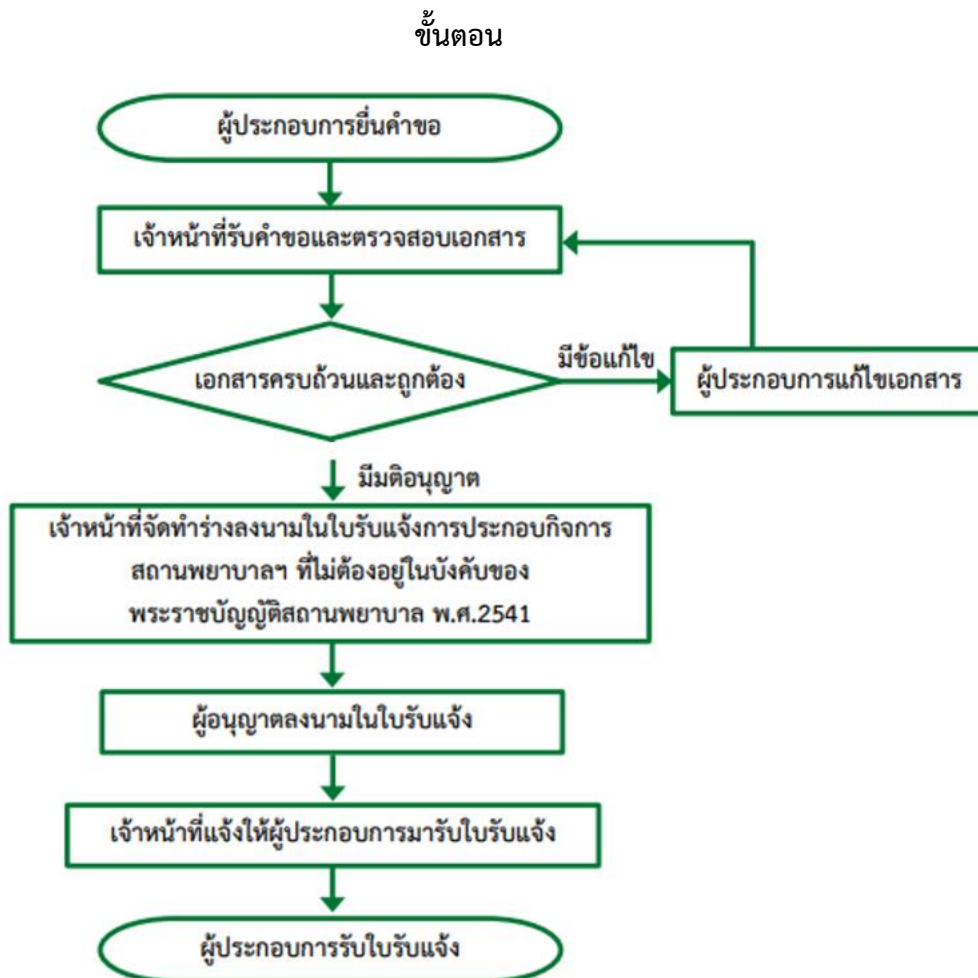 ขั้นตอน
ผู้ประกอบการยื่นคำขอ
เจ้าหน้าที่รับคำขอและตรวจสอบเอกสาร
เอกสารครบถ้วนและถูกต้อง
มีข้อแก้ไข
ผู้ประกอบการแก้ไขเอกสาร
มีมติอนุญาต
เจ้าหน้าที่จัดทำร่างลงนามในใบรับแจ้งการประกอบกิจการ
สถานพยาบาลฯ ที่ไม่ต้องอยู่ในบังคับของ
พระราชบัญญัติสถานพยาบาล พ.ศ.2541
ผู้อนุญาตลงนามในใบรับแจ้ง
เจ้าหน้าที่แจ้งให้ผู้ประกอบการมารับใบรับแจ้ง
ผู้ประกอบการรับใบรับแจ้ง